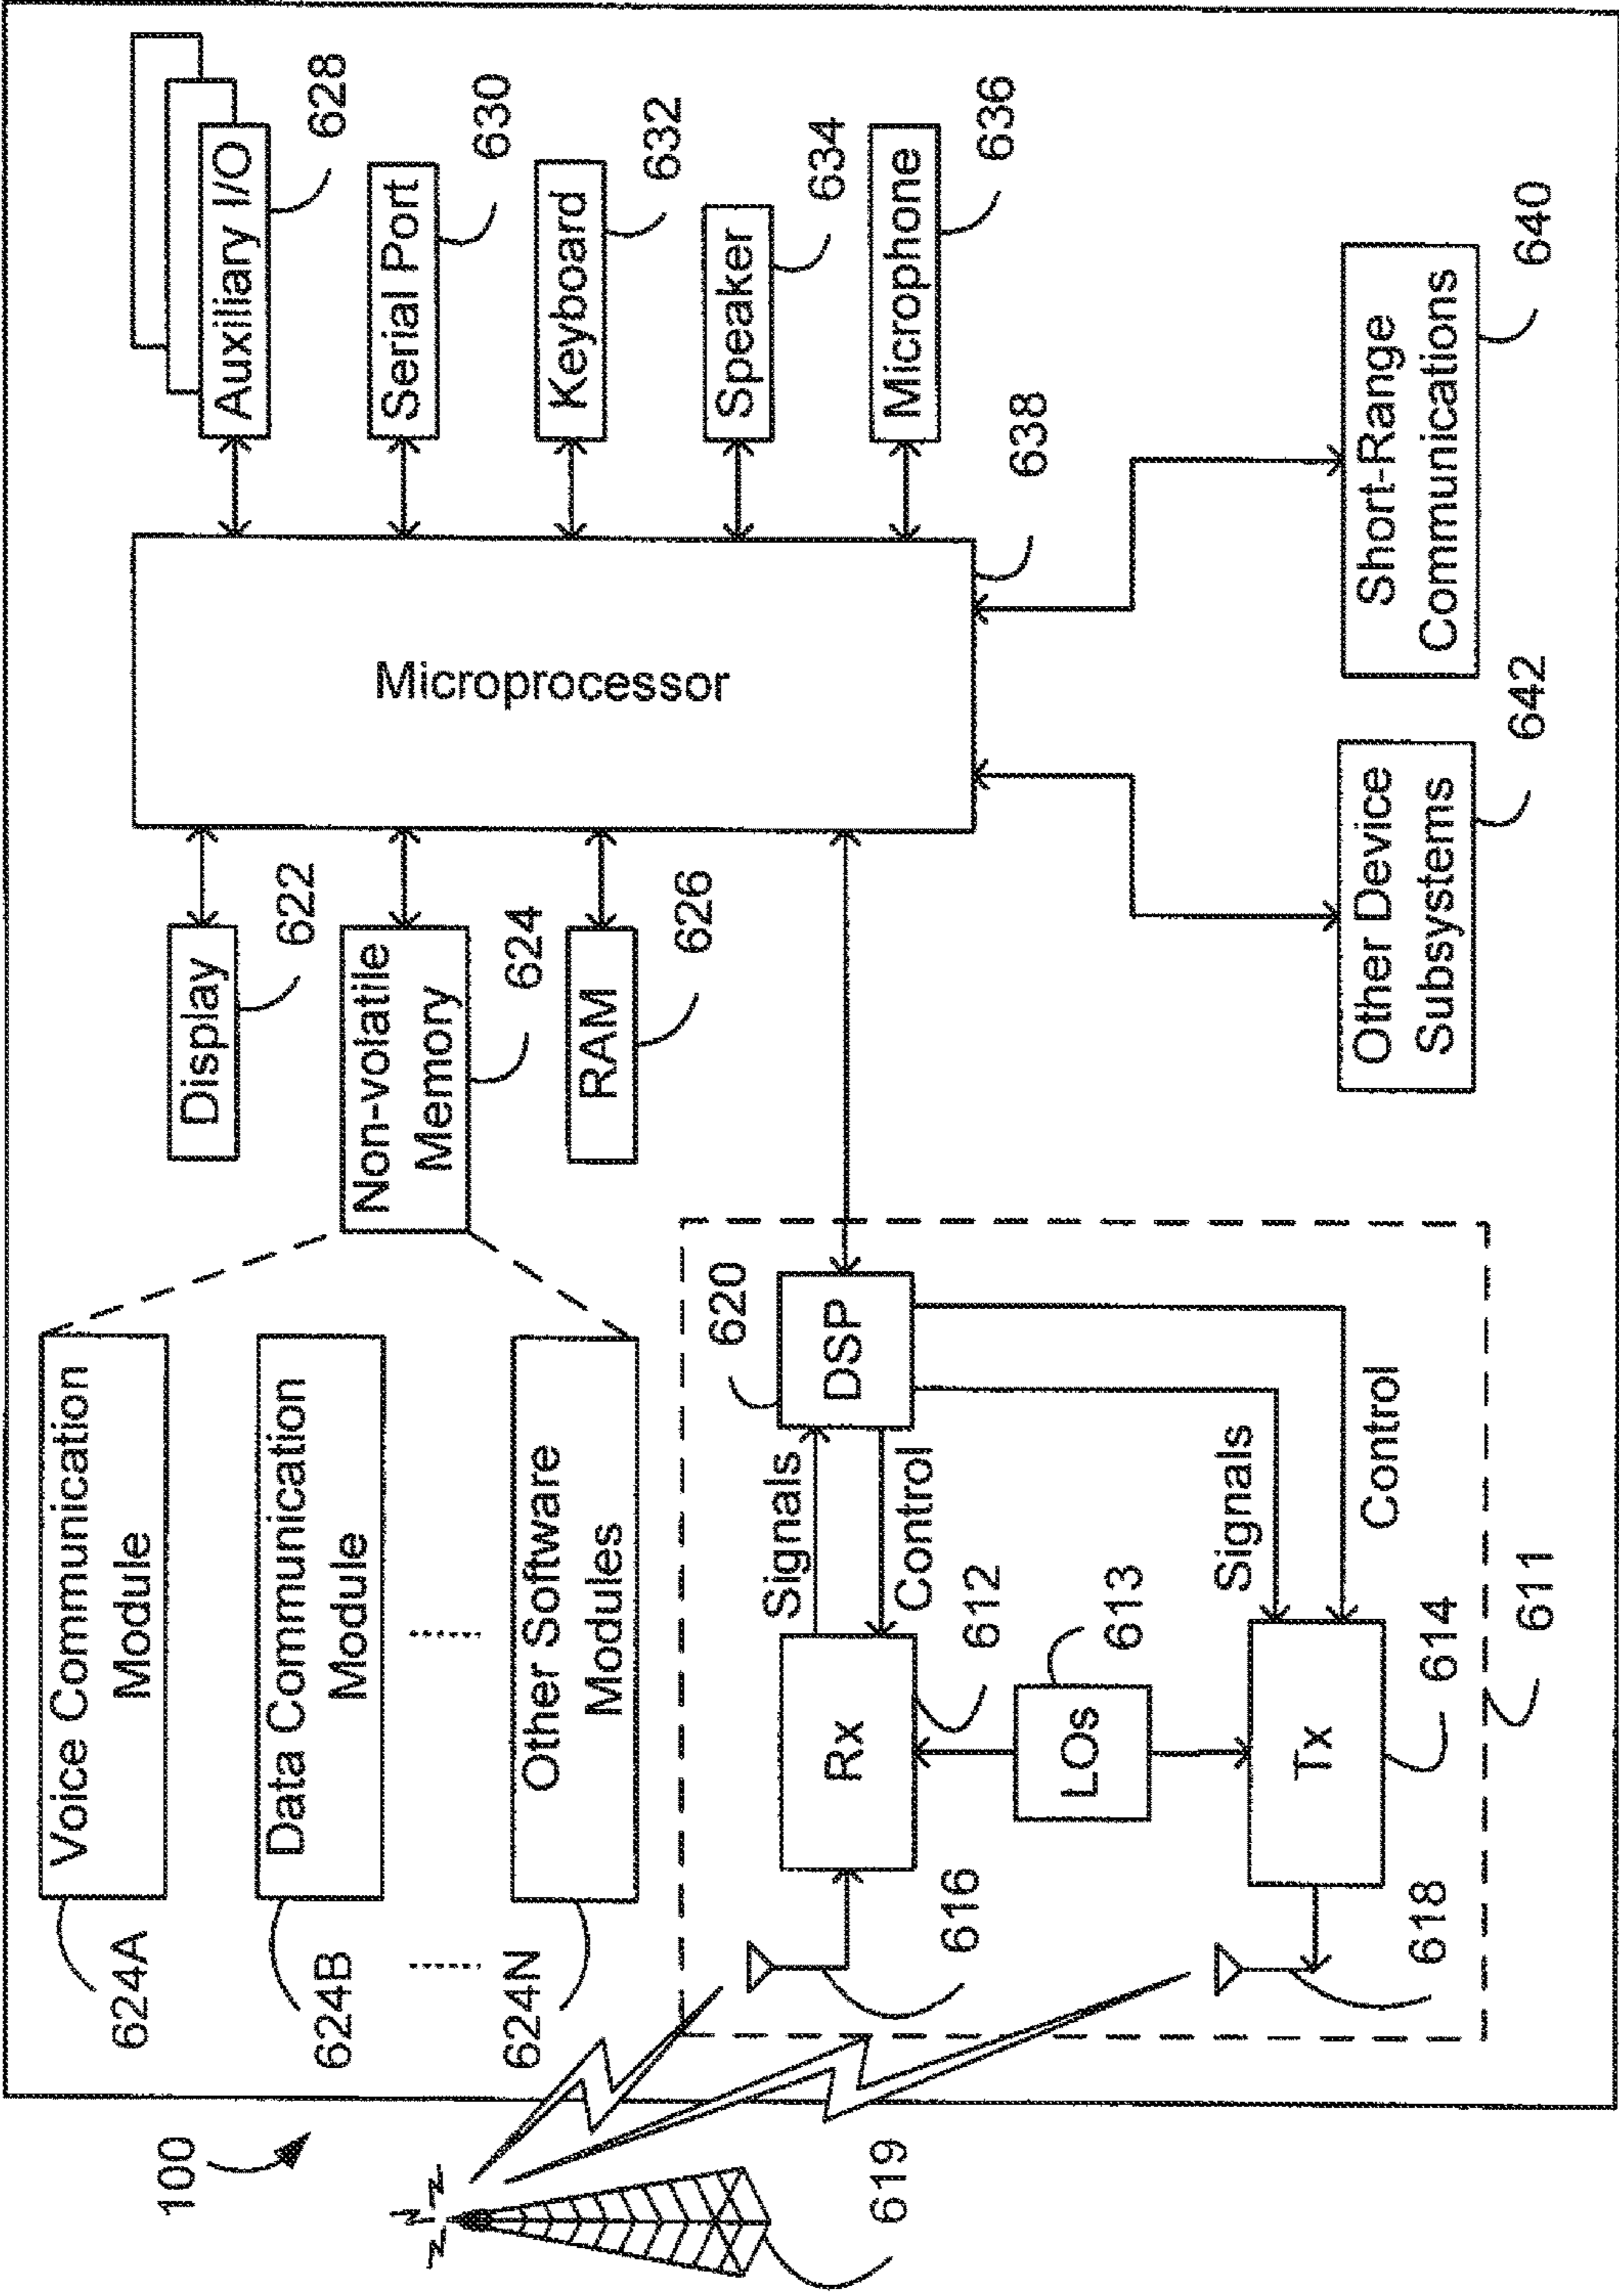 100
619
624A
Voice Communication
Module
624B
Data Communication
Module
624N
Other Software
Modules
Display
622
Non-volatile
Memory
624
RAM
626
Microprocessor
638
Auxiliary I/O
628
Serial Port
630
Keyboard
632
Speaker
634
Microphone
636
Short-Range
Communications
640
Other Device
Subsystems
642
620
DSP
Signals
Control
Rx
612
LOs
613
Signals
Control
Tx
614
616
618
611